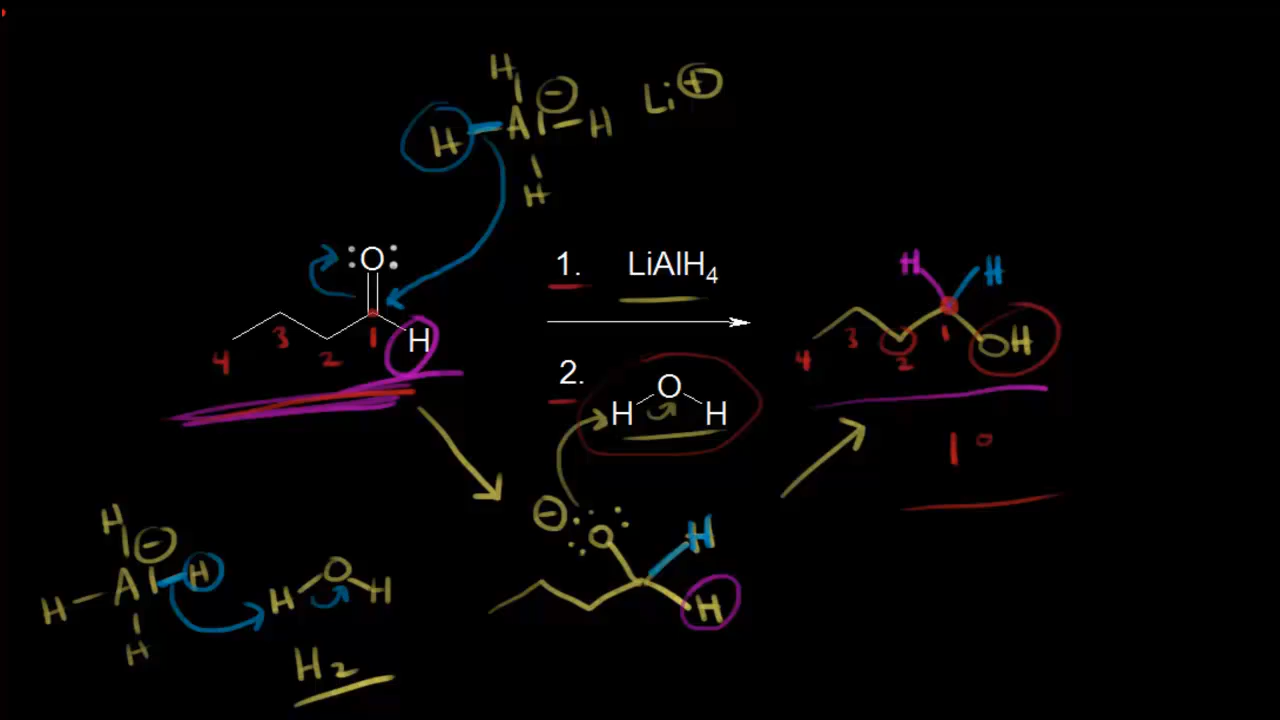 H
H Al ⊖ H Li ⊕
H
:O:
H
4 3 2 1
1. LiAlH₄
2. H O H
H H
4 3 2 1 OH
1°
⊖ :O: H
H
H
H Al ⊖ H
H
H O H
H₂